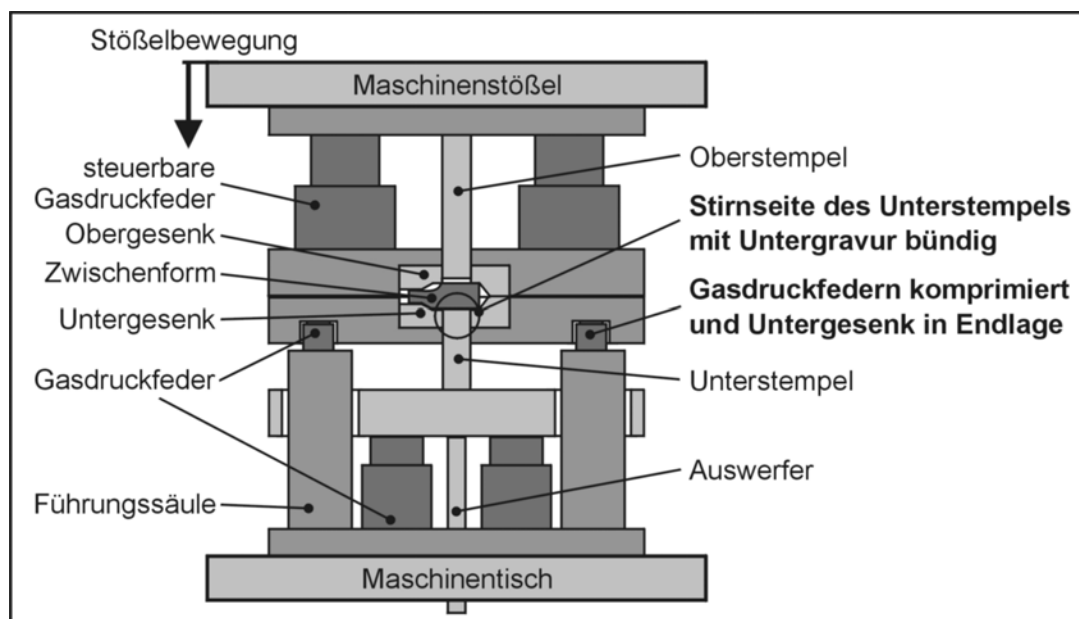 Stößelbewegung
Maschinenstößel
steuerbare
Gasdruckfeder
Obergesenk
Zwischenform
Untergesenk
Gasdruckfeder
Führungssäule
Oberstempel
Stirnseite des Unterstempels
mit Untergravur bündig
Gasdruckfedern komprimiert
und Untergesenk in Endlage
Unterstempel
Auswerfer
Maschinentisch